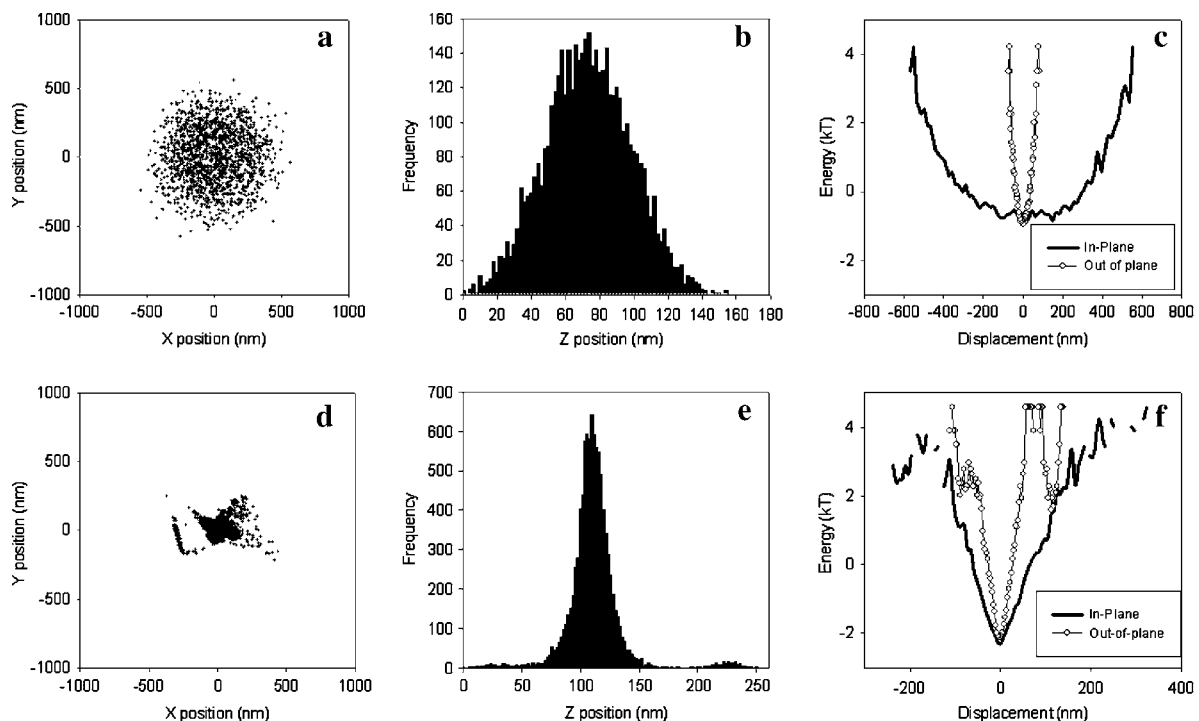 a
1000
500
0
-500
-1000
Y position (nm)
-1000 -500 0 500 1000
X position (nm)
b
160
140
120
100
80
60
40
20
0
Frequency
0 20 40 60 80 100 120 140 160 180
Z position (nm)
c
4
2
0
-2
Energy (kT)
In-Plane
Out of plane
-800 -600 -400 -200 0 200 400 600 800
Displacement (nm)
d
1000
500
0
-500
-1000
Y position (nm)
-1000 -500 0 500 1000
X position (nm)
e
700
600
500
400
300
200
100
0
Frequency
0 50 100 150 200 250
Z position (nm)
f
4
2
0
-2
Energy (kT)
In-Plane
Out-of-plane
-200 0 200 400
Displacement (nm)